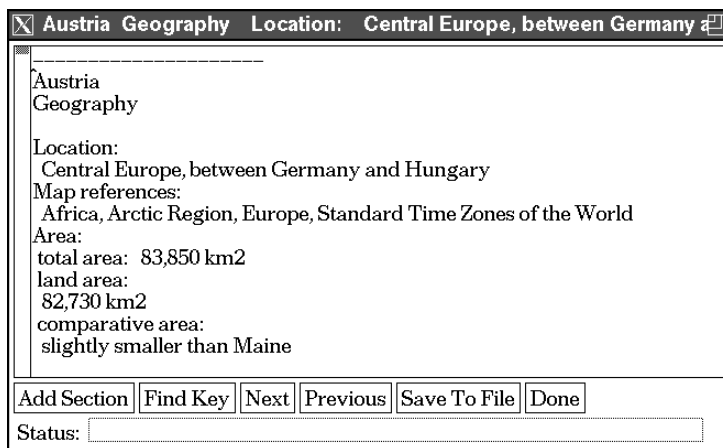 Austria Geography Location: Central Europe, between Germany a
______________________
Austria
Geography
Location:
Central Europe, between Germany and Hungary
Map references:
Africa, Arctic Region, Europe, Standard Time Zones of the World
Area:
total area: 83,850 km2
land area:
82,730 km2
comparative area:
slightly smaller than Maine
Add Section Find Key Next Previous Save To File Done
Status: